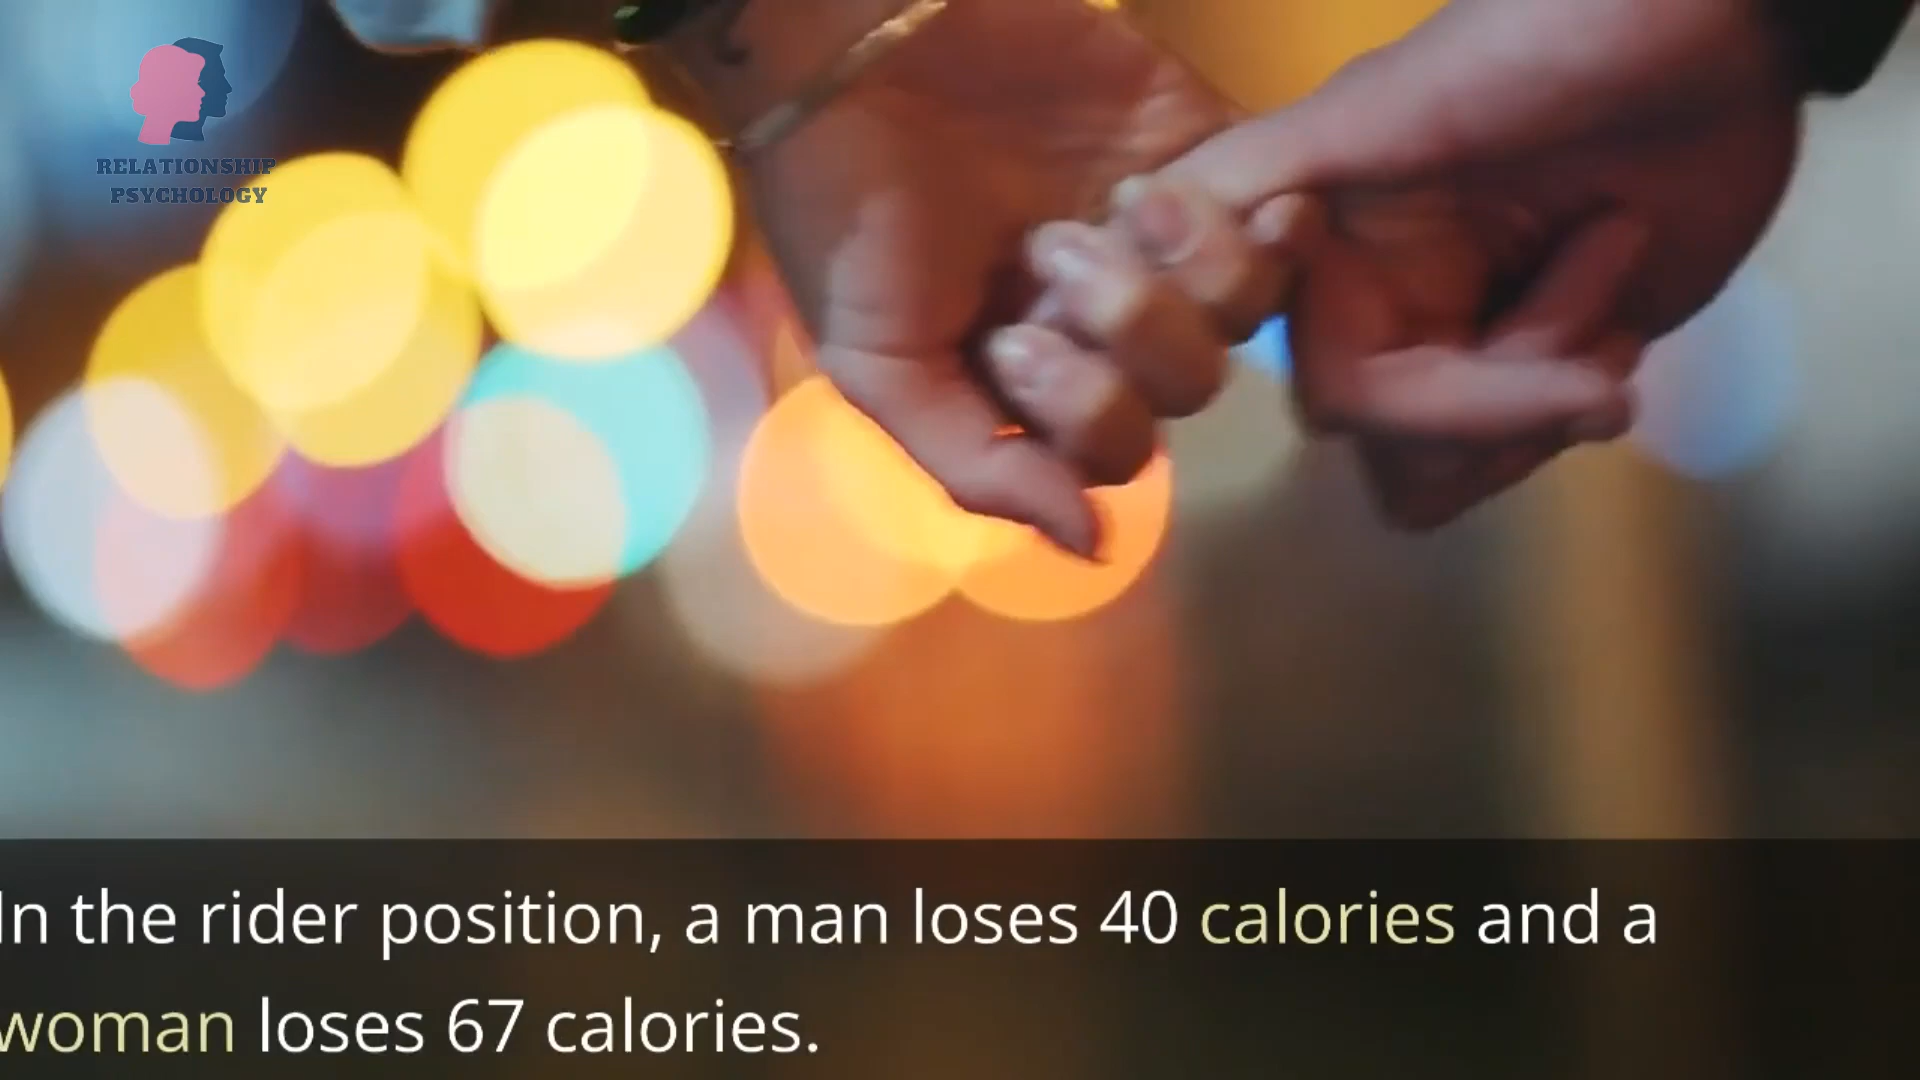 RELATIONSHIP
PSYCHOLOGY
In the rider position, a man loses 40 calories and a
woman loses 67 calories.